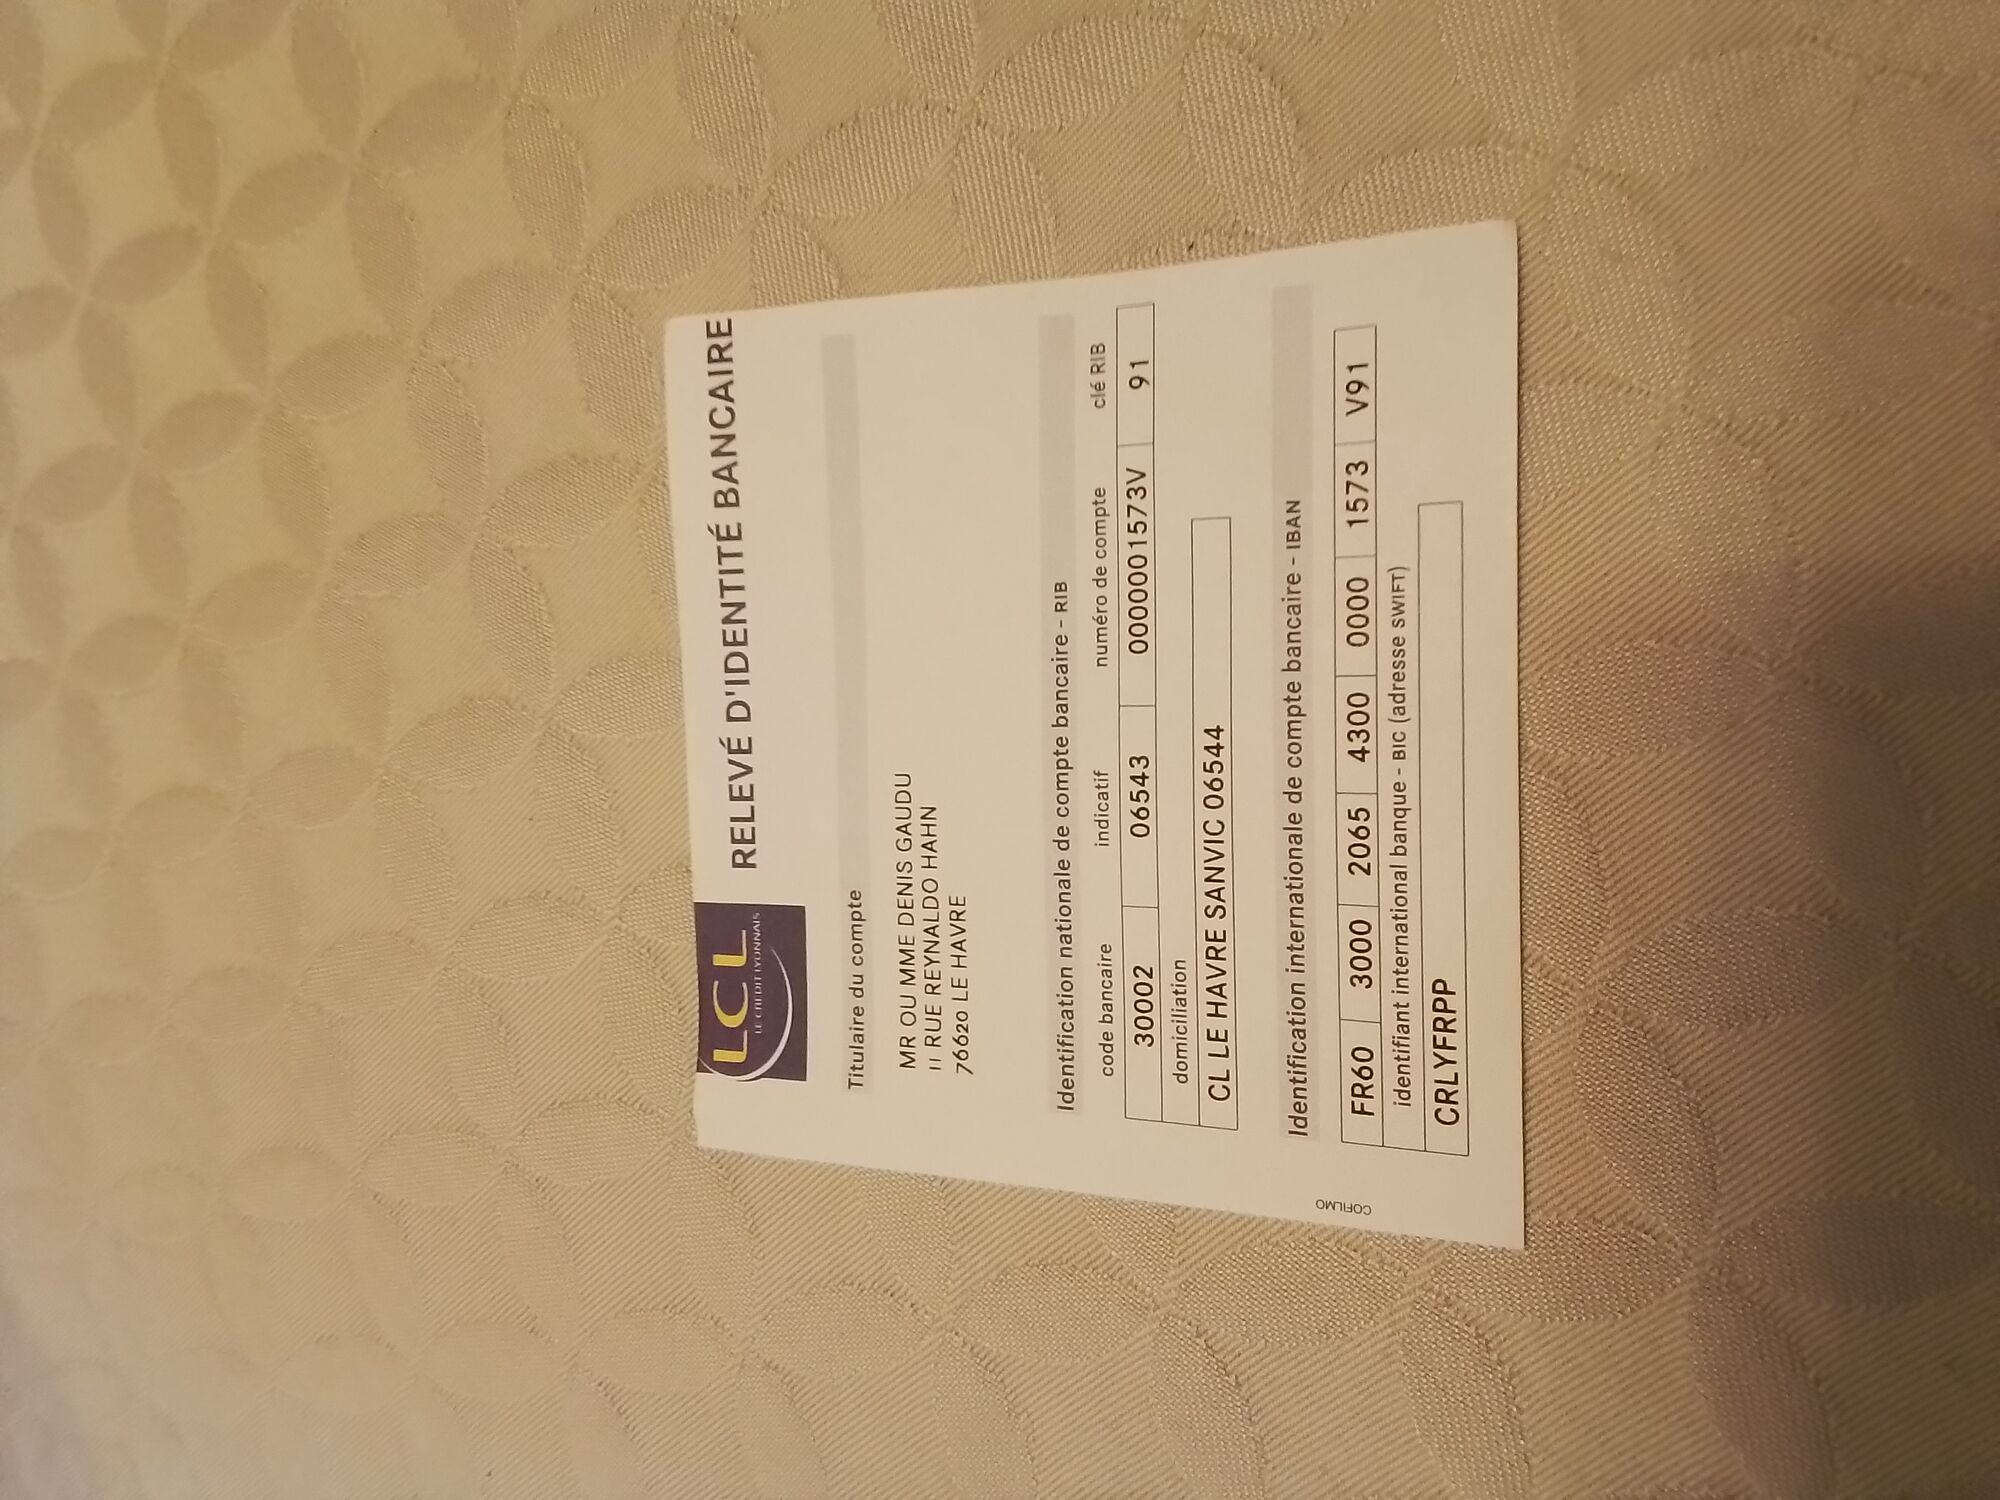 LCL
LE CREDIT LYONNAIS
RELEVÉ D'IDENTITÉ BANCAIRE
Titulaire du compte
MR OU MME DENIS GAUDU
11 RUE REYNALDO HAHN
76620 LE HAVRE
Identification nationale de compte bancaire - RIB
code bancaire indicatif numéro de compte clé RIB
30002 06543 0000001573V 91
domiciliation
CL LE HAVRE SANVIC 06544
Identification internationale de compte bancaire - IBAN
FR60 3000 2065 4300 0000 1573 V91
identifiant international banque - BIC (adresse SWIFT)
CRLYFRPP
COFILMO